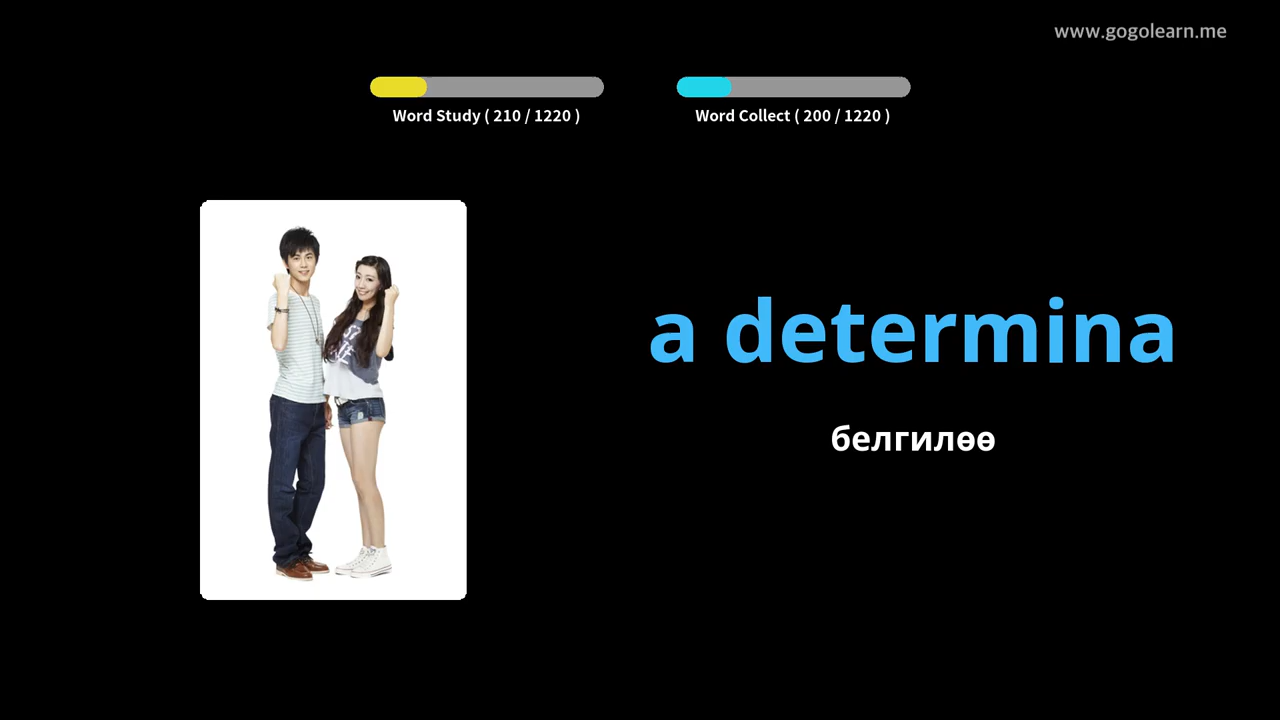 www.gogolearn.me
Word Study ( 210 / 1220 )
Word Collect ( 200 / 1220 )
a determina
белгилөө